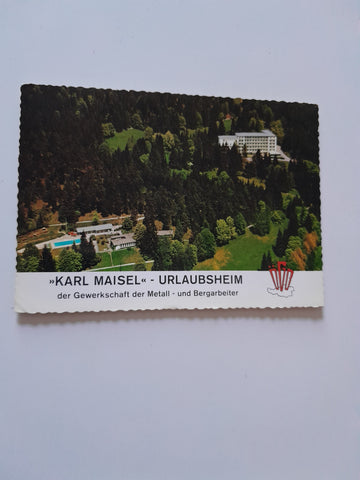 »KARL MAISEL« - URLAUBSHEIM
der Gewerkschaft der Metall - und Bergarbeiter